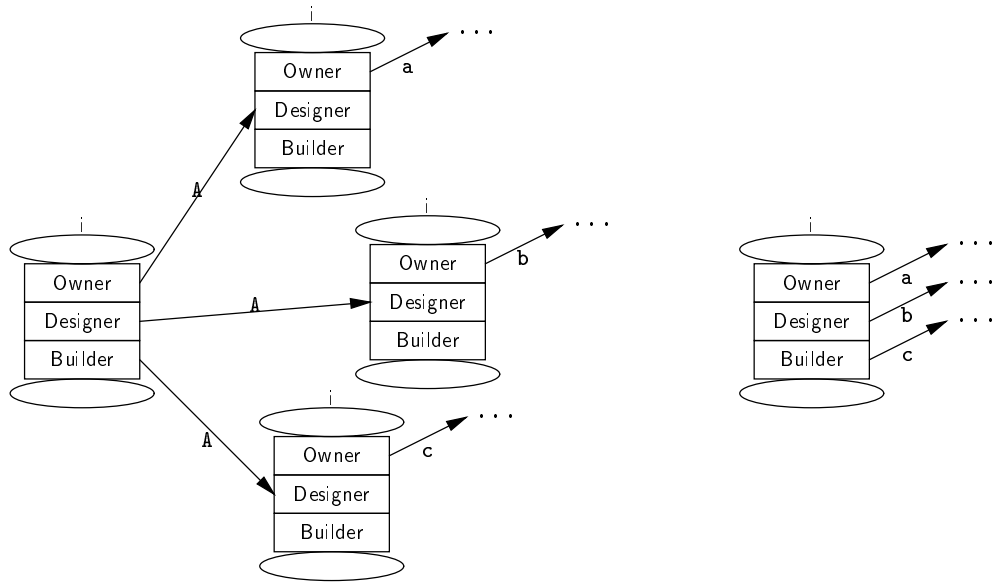 i
Owner
Designer
Builder
a
...
A
i
Owner
Designer
Builder
A
i
Owner
Designer
Builder
b
...
A
i
Owner
Designer
Builder
c
...
i
Owner
Designer
Builder
a
...
b
...
c
...